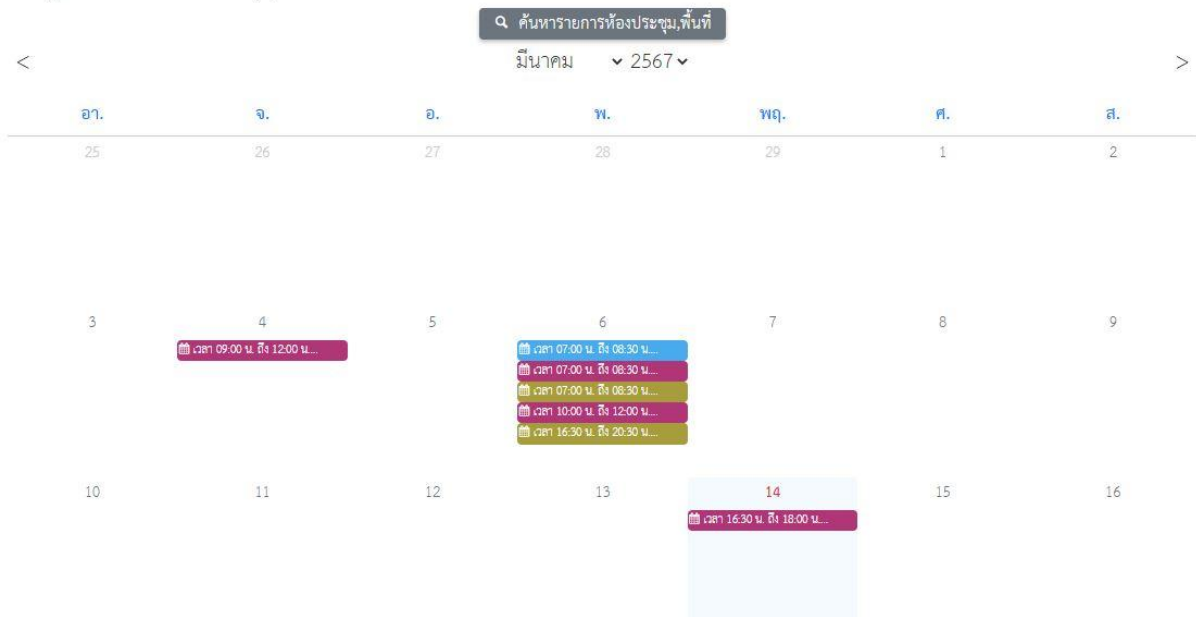 ค้นหารายการห้องประชุม,พื้นที่
< มีนาคม 2567 >
อา. จ. อ. พ. พฤ. ศ. ส.
25 26 27 28 29 1 2
3 4 5 6 7 8 9
เวลา 09:00 น. ถึง 12:00 น....
เวลา 07:00 น. ถึง 08:30 น....
เวลา 07:00 น. ถึง 08:30 น....
เวลา 07:00 น. ถึง 08:30 น....
เวลา 10:00 น. ถึง 12:00 น....
เวลา 16:30 น. ถึง 20:30 น....
10 11 12 13 14 15 16
เวลา 16:30 น. ถึง 18:00 น....